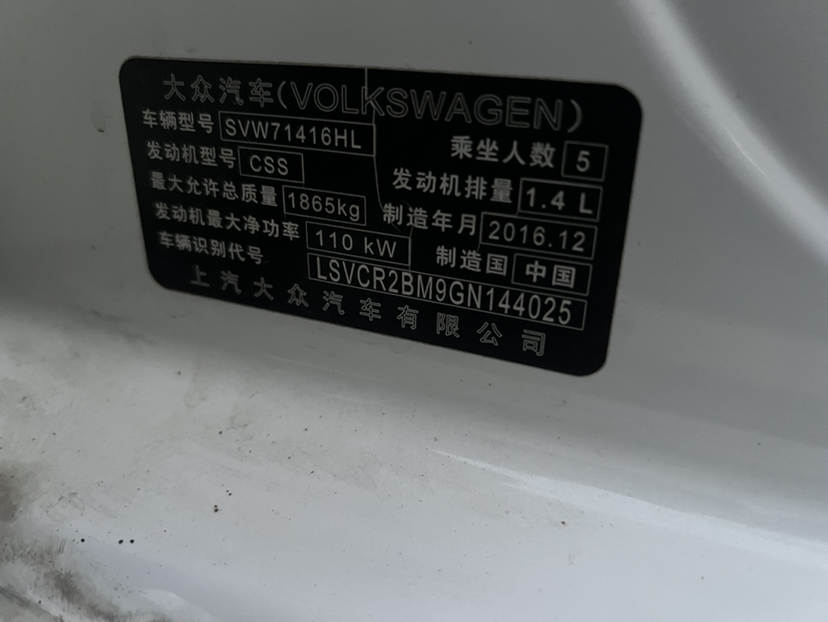 大众汽车(VOLKSWAGEN)
车辆型号 SVW71416HL 乘坐人数 5
发动机型号 CSS 发动机排量 1.4 L
最大允许总质量 1865kg 制造年月 2016.12
发动机最大净功率 110 kW 制造国 中国
车辆识别代号 LSVCR2BM9GN144025
上汽大众汽车有限公司